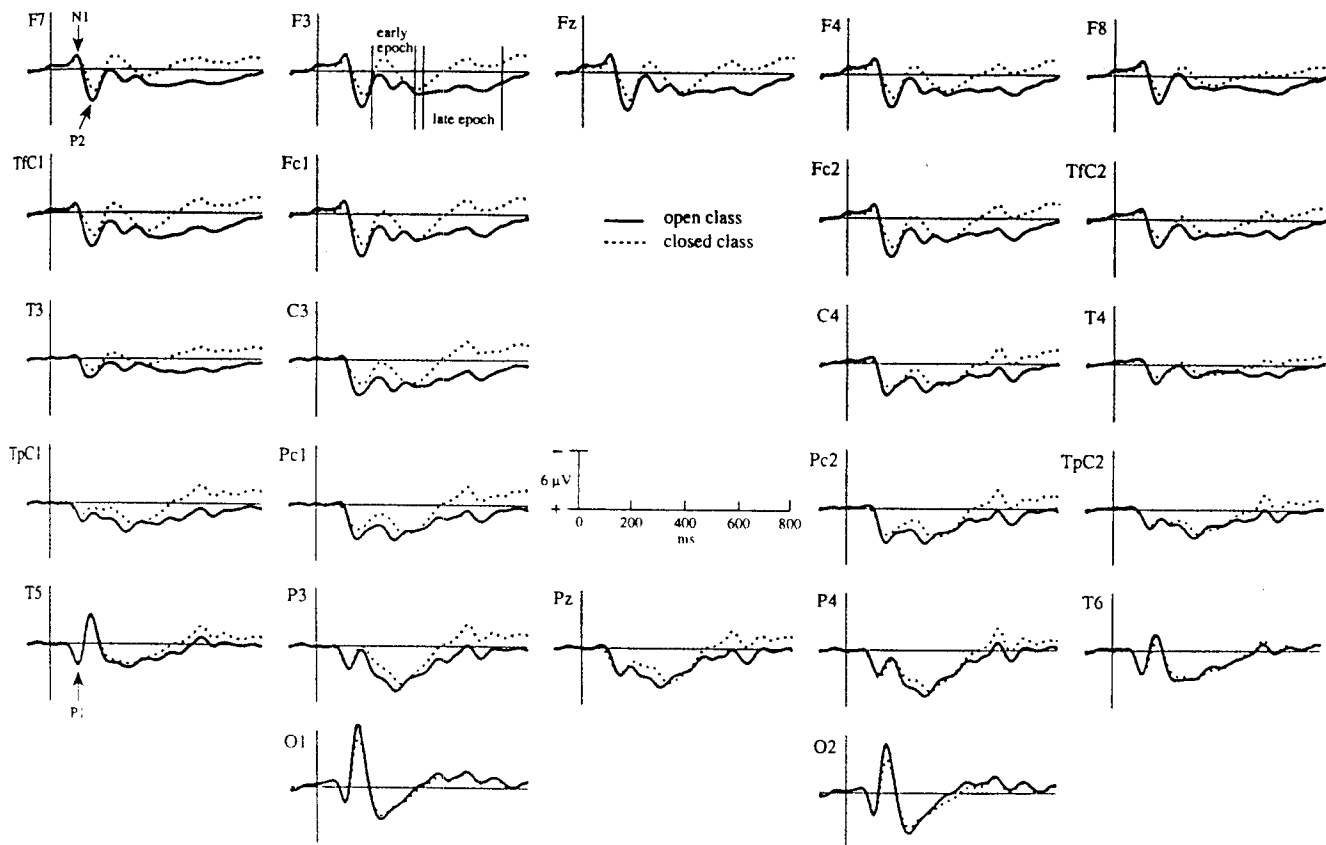 F7
N1
P2
F3
early
epoch
late epoch
Fz
F4
F8
TfC1
Fc1
open class
closed class
Fc2
TfC2
T3
C3
C4
T4
TpC1
Pc1
−
6 µV
+
0 200 400 600 800
ms
Pc2
TpC2
T5
P1
P3
Pz
P4
T6
O1
O2